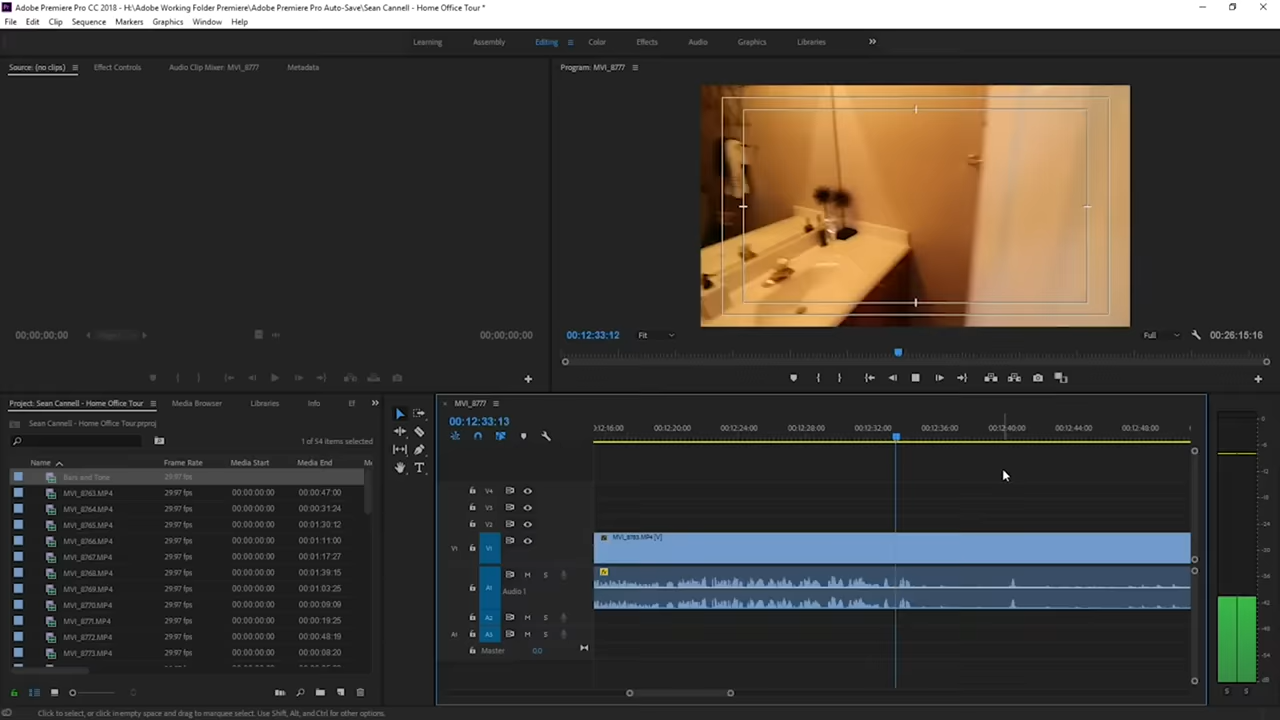 Adobe Premiere Pro CC 2018 - H:\Adobe Working Folder Premiere\Adobe Premiere Pro Auto-Save\Sean Cannell - Home Office Tour *
File Edit Clip Sequence Markers Graphics Window Help
Learning Assembly Editing Color Effects Audio Graphics Libraries
Source: (no clips) Effect Controls Audio Clip Mixer: MVI_8777 Metadata
Program: MVI_8777
00;00;00;00
00;00;00;00
00:12:33:12 Fit Full 00:26:15:16
Project: Sean Cannell - Home Office Tour Media Browser Libraries Info Ef
Sean Cannell - Home Office Tour.prproj
1 of 54 items selected
Name Frame Rate Media Start Media End Me
Bars and Tone 29.97 fps
MVI_8763.MP4 29.97 fps 00:00:00:00 00:00:47:00
MVI_8764.MP4 29.97 fps 00:00:00:00 00:00:31:24
MVI_8765.MP4 29.97 fps 00:00:00:00 00:01:30:12
MVI_8766.MP4 29.97 fps 00:00:00:00 00:01:11:00
MVI_8767.MP4 29.97 fps 00:00:00:00 00:01:17:27
MVI_8768.MP4 29.97 fps 00:00:00:00 00:01:39:15
MVI_8769.MP4 29.97 fps 00:00:00:00 00:01:03:25
MVI_8770.MP4 29.97 fps 00:00:00:00 00:00:09:09
MVI_8771.MP4 29.97 fps 00:00:00:00 00:00:19:25
MVI_8772.MP4 29.97 fps 00:00:00:00 00:00:48:19
MVI_8773.MP4 29.97 fps 00:00:00:00 00:00:08:20
MVI_8777
00:12:33:13
0:12:16:00 00:12:20:00 00:12:24:00 00:12:28:00 00:12:32:00 00:12:36:00 00:12:40:00 00:12:44:00 00:12:48:00
V4
V3
V2
V1 V1 MVI_8783.MP4 [V]
A1 M S
Audio 1
A2 M S
A1 A3 M S
Master 0.0
S S
Click to select, or click in empty space and drag to marquee select. Use Shift, Alt, and Ctrl for other options.